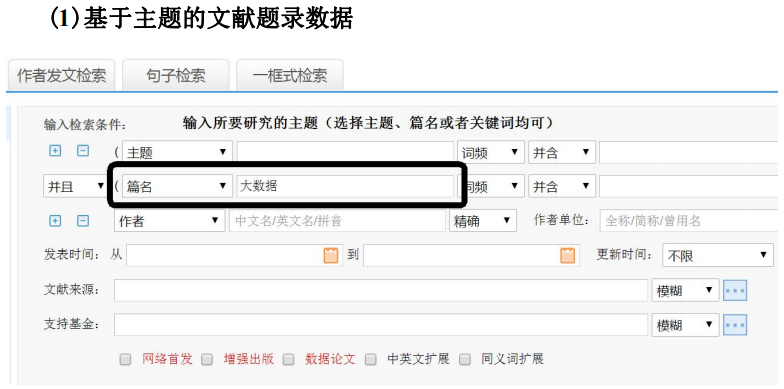 (1)基于主题的文献题录数据
作者发文检索 句子检索 一框式检索
输入检索条件: 输入所要研究的主题（选择主题、篇名或者关键词均可）
( 主题 词频 并含
并且 ( 篇名 大数据 词频 并含
作者 中文名/英文名/拼音 精确 作者单位: 全称/简称/曾用名
发表时间: 从 到 更新时间: 不限
文献来源: 模糊 ...
支持基金: 模糊 ...
网络首发 增强出版 数据论文 中英文扩展 同义词扩展